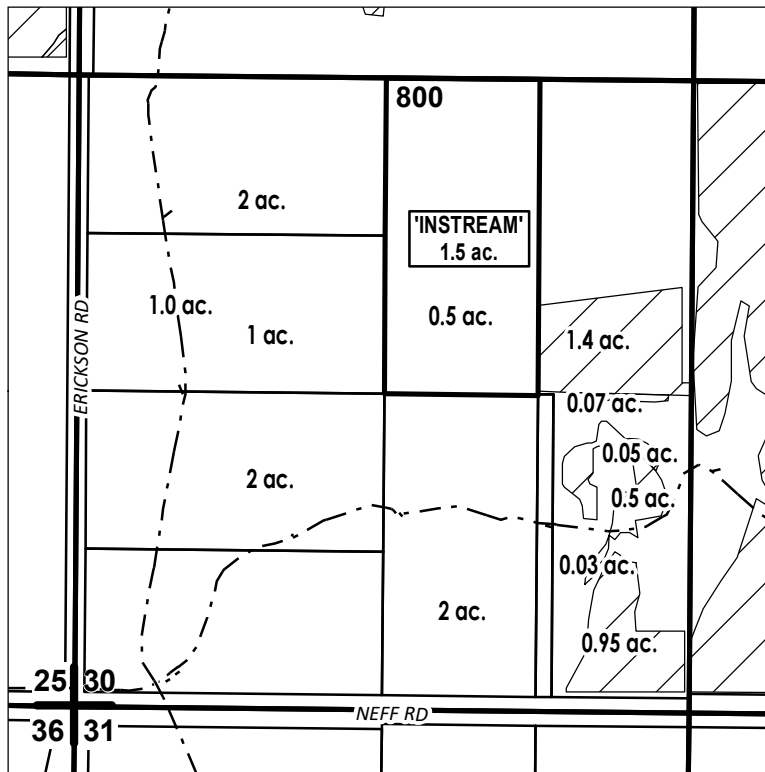 800
2 ac.
'INSTREAM'
1.5 ac.
1.0 ac.
0.5 ac.
1 ac.
1.4 ac.
ERICKSON RD
0.07 ac.
0.05 ac.
2 ac.
0.5 ac.
0.03 ac.
2 ac.
0.95 ac.
25 30
NEFF RD
36 31